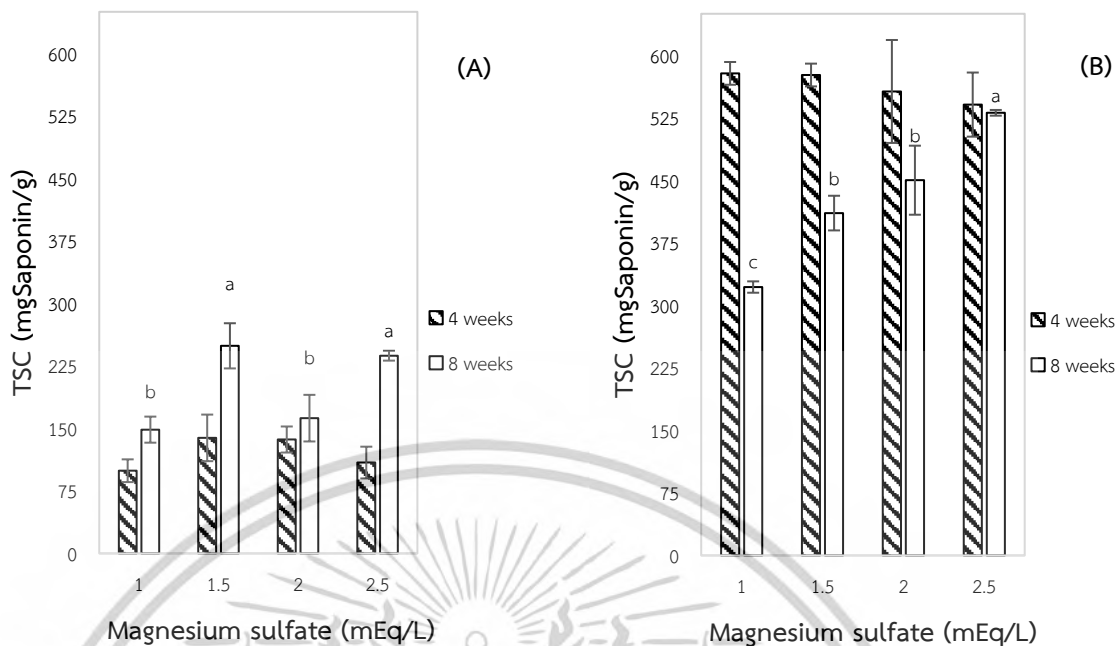 (A)
600
525
450
375
300
225
150
75
0
TSC (mgSaponin/g)
b
a
b
a
4 weeks
8 weeks
1 1.5 2 2.5
Magnesium sulfate (mEq/L)
(B)
600
525
450
375
300
225
150
75
0
TSC (mgSaponin/g)
c
b
b
a
4 weeks
8 weeks
1 1.5 2 2.5
Magnesium sulfate (mEq/L)